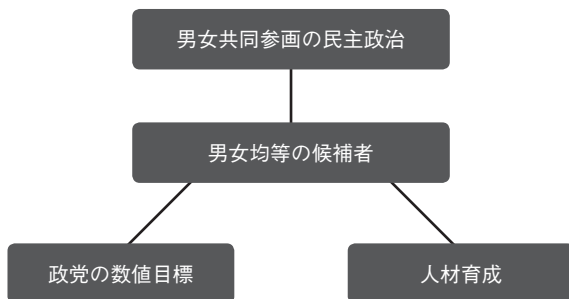 男女共同参画の民主政治
男女均等の候補者
政党の数値目標
人材育成